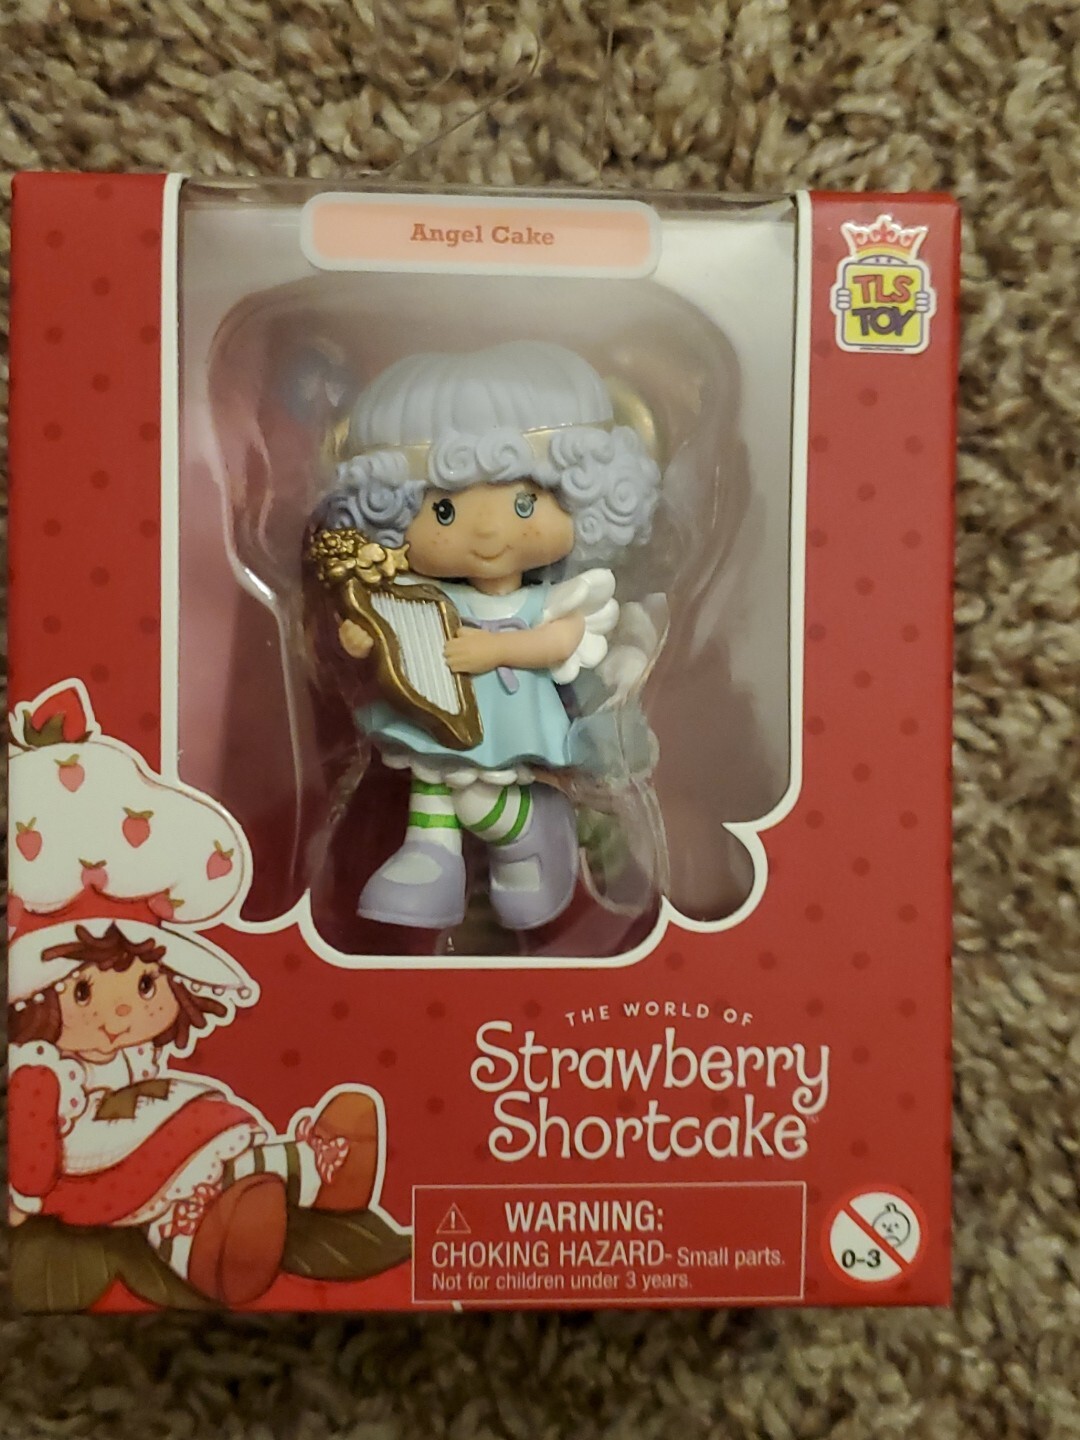 Angel Cake
TLS
TOY
THE WORLD OF
Strawberry
Shortcake™
WARNING:
CHOKING HAZARD- Small parts.
Not for children under 3 years.
0-3